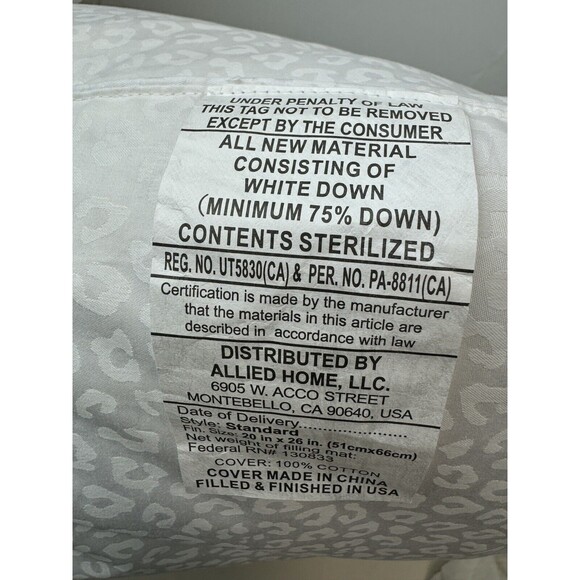 UNDER PENALTY OF LAW
THIS TAG NOT TO BE REMOVED
EXCEPT BY THE CONSUMER
ALL NEW MATERIAL
CONSISTING OF
WHITE DOWN
(MINIMUM 75% DOWN)
CONTENTS STERILIZED
REG. NO. UT5830(CA) & PER. NO. PA-8811(CA)
Certification is made by the manufacturer
that the materials in this article are
described in accordance with law
DISTRIBUTED BY
ALLIED HOME, LLC.
6905 W. ACCO STREET
MONTEBELLO, CA 90640, USA
Date of Delivery.......................
Style: Standard
Fin. Size: 20 in x 26 in. (51cmx66cm)
Net weight of filling mat:
Federal RN# 130833
COVER: 100% COTTON
COVER MADE IN CHINA
FILLED & FINISHED IN USA